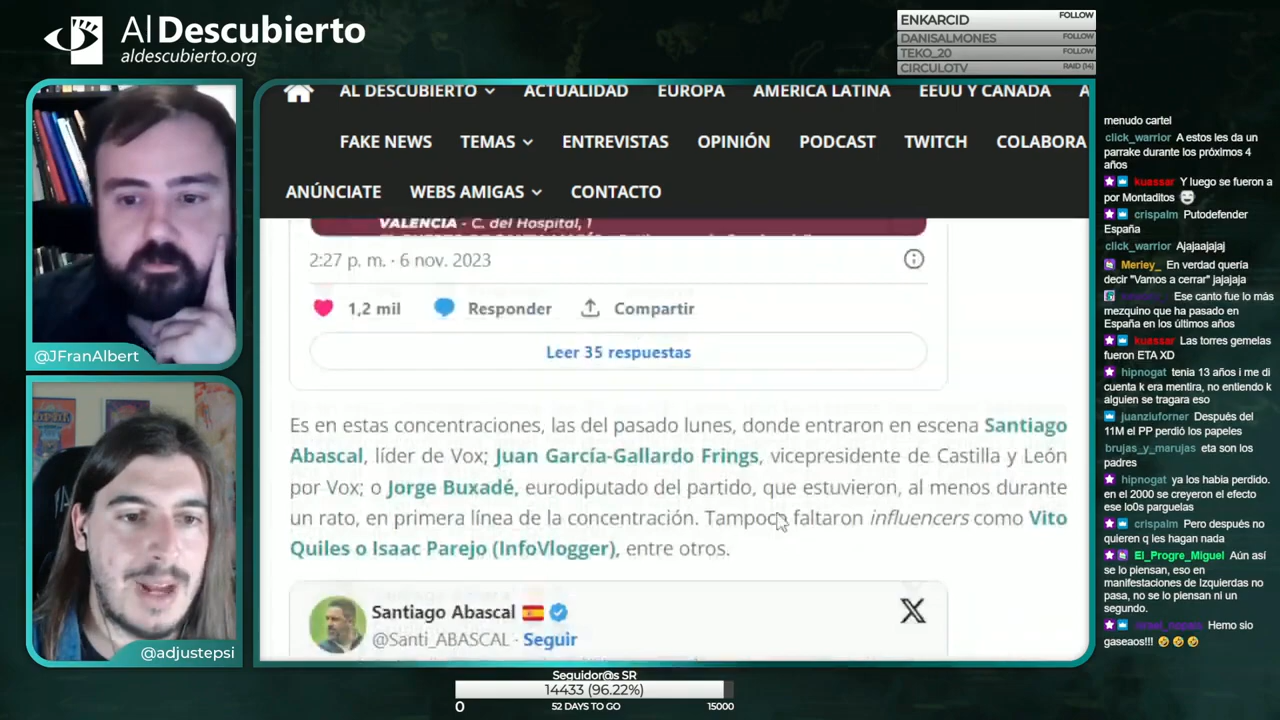 Al Descubierto
aldescubierto.org
ENKARCID FOLLOW
DANISALMONES FOLLOW
TEKO_20 FOLLOW
CIRCULOTV RAID (14)
AL DESCUBIERTO ACTUALIDAD EUROPA AMÉRICA LATINA EEUU Y CANADA A
FAKE NEWS TEMAS ENTREVISTAS OPINIÓN PODCAST TWITCH COLABORA
ANÚNCIATE WEBS AMIGAS CONTACTO
VALENCIA - C. del Hospital, 1
2:27 p. m. · 6 nov. 2023
1,2 mil Responder Compartir
Leer 35 respuestas
Es en estas concentraciones, las del pasado lunes, donde entraron en escena Santiago
Abascal, líder de Vox; Juan García-Gallardo Frings, vicepresidente de Castilla y León
por Vox; o Jorge Buxadé, eurodiputado del partido, que estuvieron, al menos durante
un rato, en primera línea de la concentración. Tampoco faltaron influencers como Vito
Quiles o Isaac Parejo (InfoVlogger), entre otros.
Santiago Abascal
@Santi_ABASCAL · Seguir
@JFranAlbert
@adjustepsi
menudo cartel
click_warrior A estos les da un
parrake durante los próximos 4
años
kuassar Y luego se fueron a
por Montaditos
crispalm Putodefender
España
click_warrior Ajajaajajaj
Merley_ En verdad quería
decir "Vamos a cerrar" jajajaja
Ese canto fue lo más
mezquino que ha pasado en
España en los últimos años
kuassar Las torres gemelas
fueron ETA XD
hipnogat tenia 13 años i me di
cuenta k era mentira, no entiendo k
alguien se tragara eso
juanziuforner Después del
11M el PP perdió los papeles
brujas_y_marujas eta son los
padres
hipnogat ya los habia perdido.
en el 2000 se creyeron el efecto
ese lo0s parguelas
crispalm Pero después no
quieren q les hagan nada
El_Progre_Miguel Aún así
se lo piensan, eso en
manifestaciones de Izquierdas no
pasa, no se lo piensan ni un
segundo.
Hemo sio
gaseaos!!!
Seguidor@s SR
14433 (96.22%)
0 52 DAYS TO GO 15000